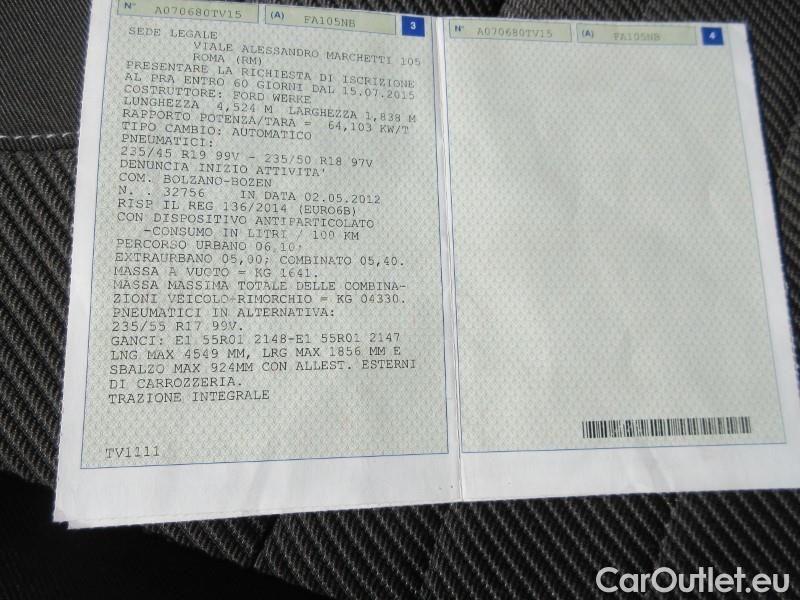 N° A070680TV15 (A) FA105NB 3
SEDE LEGALE
VIALE ALESSANDRO MARCHETTI 105
ROMA (RM)
PRESENTARE LA RICHIESTA DI ISCRIZIONE
AL PRA ENTRO 60 GIORNI DAL 15.07.2015
COSTRUTTORE: FORD WERKE
LUNGHEZZA 4,524 M LARGHEZZA 1,838 M
RAPPORTO POTENZA/TARA = 64,103 KW/T
TIPO CAMBIO: AUTOMATICO
PNEUMATICI:
235/45 R19 99V - 235/50 R18 97V
DENUNCIA INIZIO ATTIVITA'
COM. BOLZANO-BOZEN
N. . 32756 IN DATA 02.05.2012
RISP IL REG 136/2014 (EURO6B)
CON DISPOSITIVO ANTIPARTICOLATO
-CONSUMO IN LITRI / 100 KM
PERCORSO URBANO 06,10;
EXTRAURBANO 05,00; COMBINATO 05,40.
MASSA A VUOTO = KG 1641.
MASSA MASSIMA TOTALE DELLE COMBINA-
ZIONI VEICOLO-RIMORCHIO = KG 04330.
PNEUMATICI IN ALTERNATIVA:
235/55 R17 99V.
GANCI: E1 55R01 2148-E1 55R01 2147
LNG MAX 4549 MM, LRG MAX 1856 MM E
SBALZO MAX 924MM CON ALLEST. ESTERNI
DI CARROZZERIA.
TRAZIONE INTEGRALE
TV1111
N° A070680TV15 (A) FA105NB 4
CarOutlet.eu